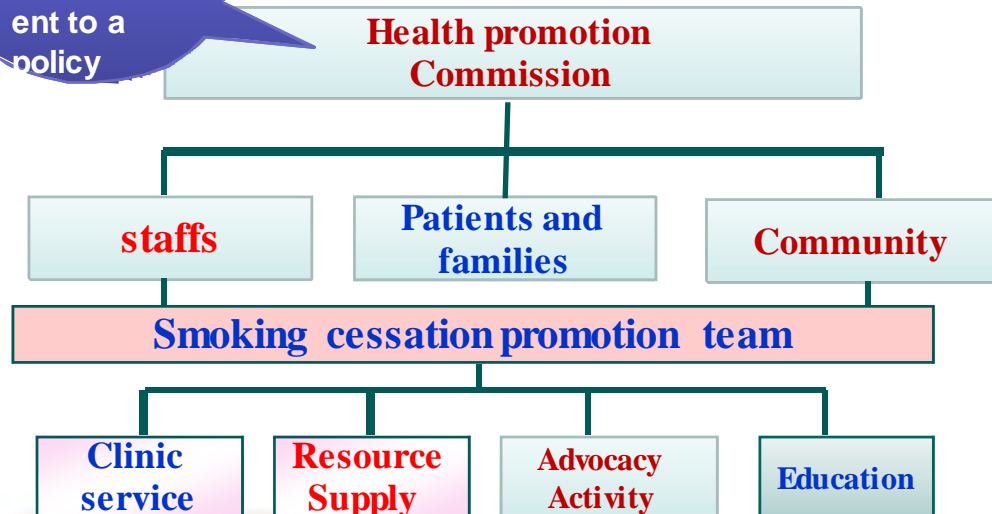 ent to a
policy
Health promotion
Commission
staffs
Patients and
families
Community
Smoking cessation promotion team
Clinic
service
Resource
Supply
Advocacy
Activity
Education